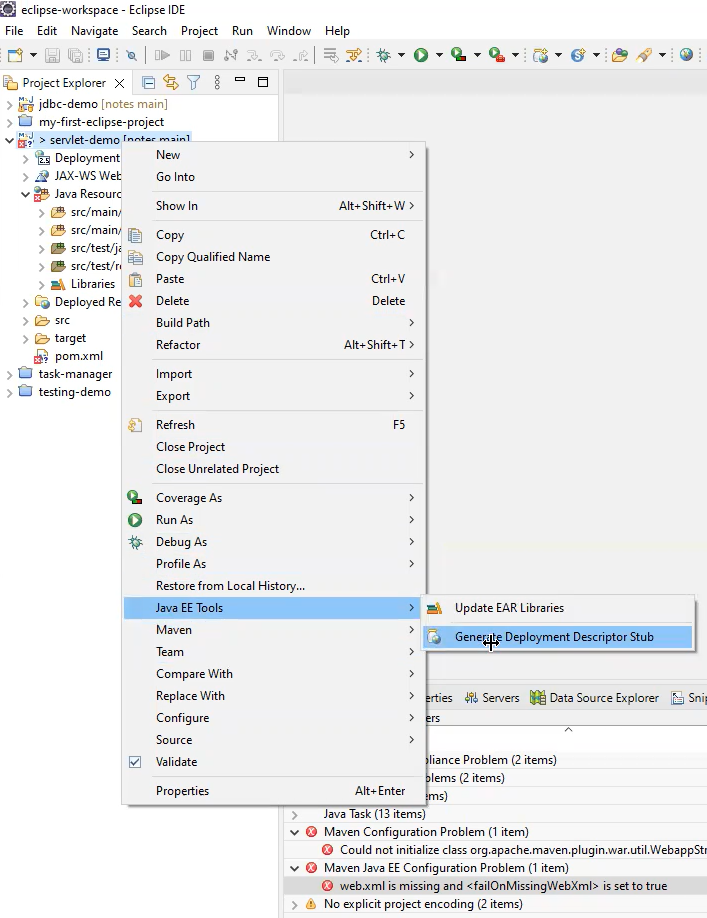 eclipse-workspace - Eclipse IDE
File Edit Navigate Search Project Run Window Help
Project Explorer
jdbc-demo [notes main]
my-first-eclipse-project
> servlet-demo [notes main]
Deployment
JAX-WS Web
Java Resourc
src/main/
src/main/
src/test/ja
src/test/re
Libraries
Deployed Re
src
target
pom.xml
task-manager
testing-demo
New
Go Into
Show In Alt+Shift+W
Copy Ctrl+C
Copy Qualified Name
Paste Ctrl+V
Delete Delete
Build Path
Refactor Alt+Shift+T
Import
Export
Refresh F5
Close Project
Close Unrelated Project
Coverage As
Run As
Debug As
Profile As
Restore from Local History...
Java EE Tools
Maven
Team
Compare With
Replace With
Configure
Source
Validate
Properties Alt+Enter
Update EAR Libraries
Generate Deployment Descriptor Stub
erties Servers Data Source Explorer Snip
ers
liance Problem (2 items)
blems (2 items)
ms)
Java Task (13 items)
Maven Configuration Problem (1 item)
Could not initialize class org.apache.maven.plugin.war.util.WebappStr
Maven Java EE Configuration Problem (1 item)
web.xml is missing and <failOnMissingWebXml> is set to true
No explicit project encoding (2 items)